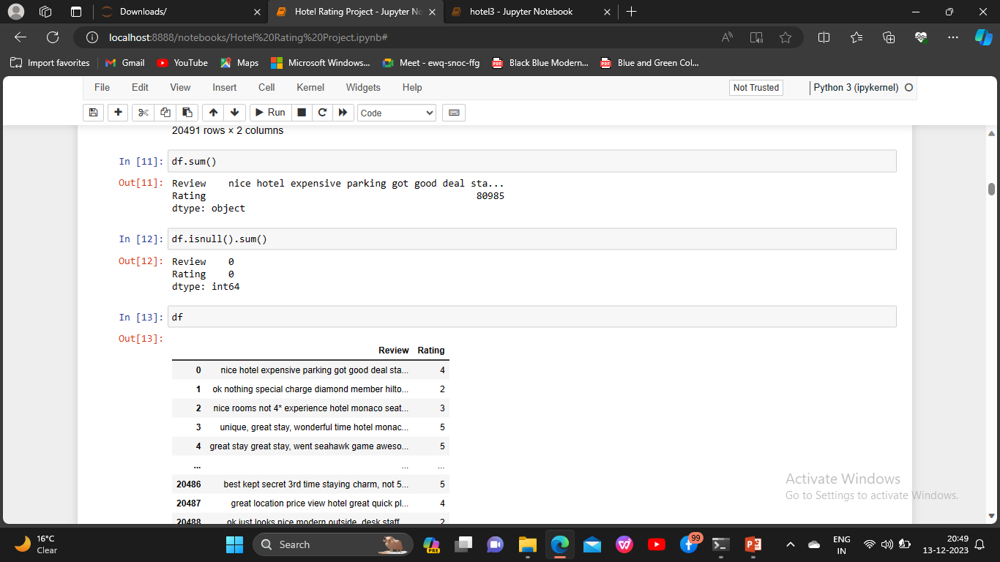 Downloads/
Hotel Rating Project - Jupyter No
hotel3 - Jupyter Notebook
localhost:8888/notebooks/Hotel%20Rating%20Project.ipynb#
Import favorites
Gmail
YouTube
Maps
Microsoft Windows...
Meet - ewq-snoc-ffg
Black Blue Modern...
Blue and Green Col...
File Edit View Insert Cell Kernel Widgets Help
Not Trusted
Python 3 (ipykernel)
Run
Code
20491 rows × 2 columns
In [11]: df.sum()
Out[11]: Review nice hotel expensive parking got good deal sta...
Rating 80985
dtype: object
In [12]: df.isnull().sum()
Out[12]: Review 0
Rating 0
dtype: int64
In [13]: df
Out[13]:
Review Rating
0 nice hotel expensive parking got good deal sta... 4
1 ok nothing special charge diamond member hilto... 2
2 nice rooms not 4* experience hotel monaco seat... 3
3 unique, great stay, wonderful time hotel monac... 5
4 great stay great stay, went seahawk game aweso... 5
... ... ...
20486 best kept secret 3rd time staying charm, not 5... 5
20487 great location price view hotel great quick pl... 4
20488 ok just looks nice modern outside, desk staff 2
Activate Windows
Go to Settings to activate Windows.
16°C
Clear
Search
PRE
99
ENG
IN
20:49
13-12-2023